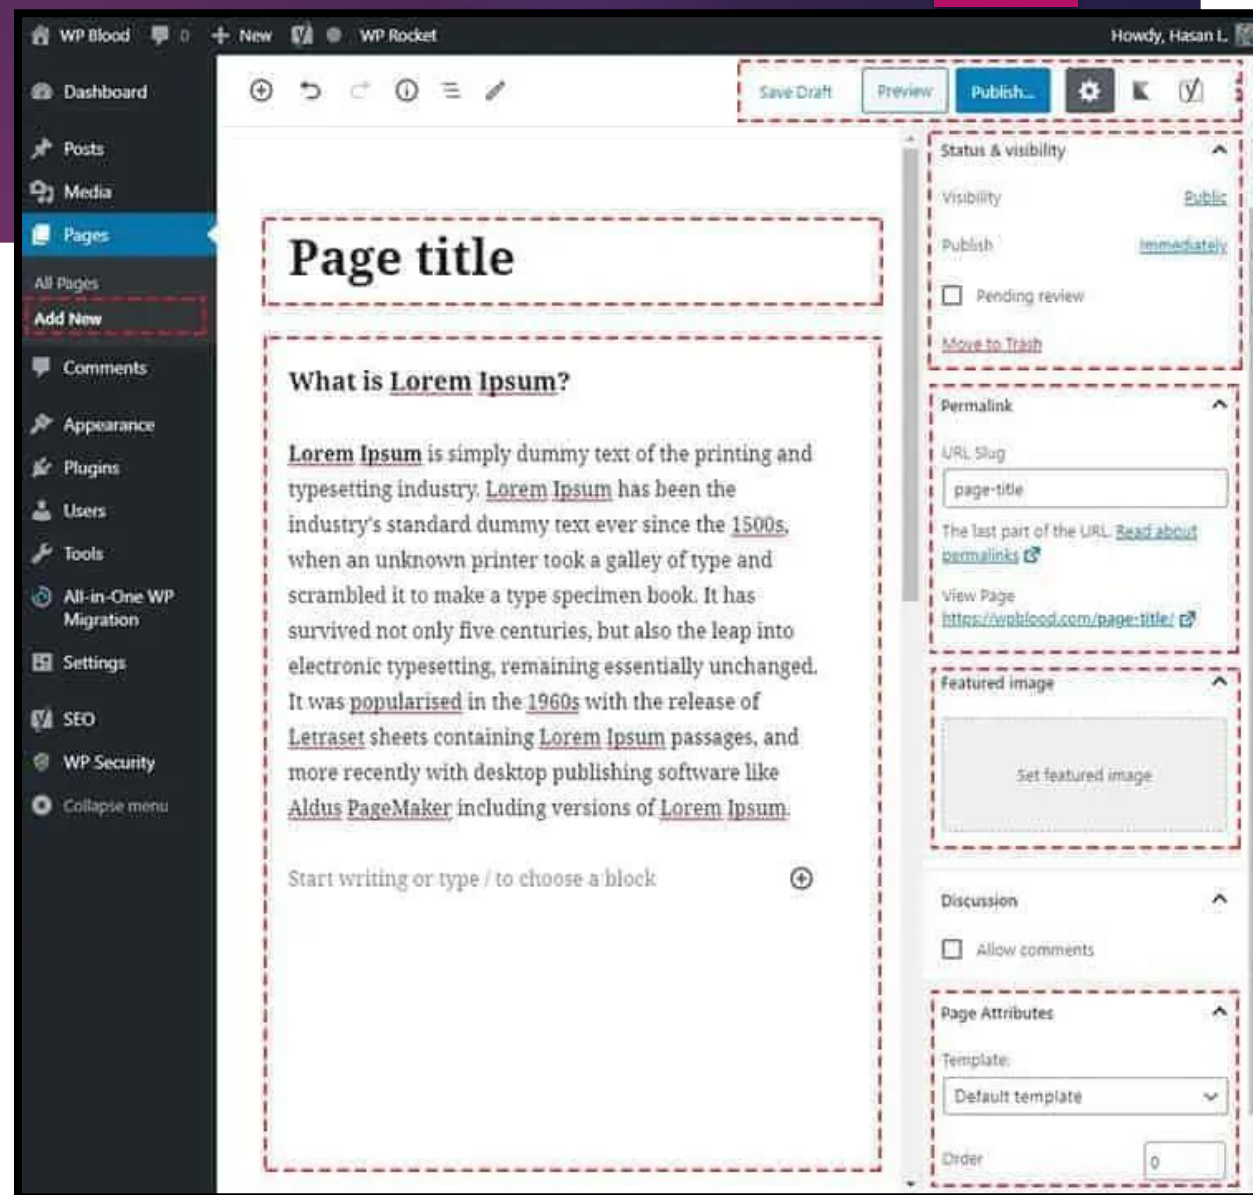 WP Blood 0 New WP Rocket Howdy, Hasan L.
Dashboard
Posts
Media
Pages
All Pages
Add New
Comments
Appearance
Plugins
Users
Tools
All-in-One WP
Migration
Settings
SEO
WP Security
Collapse menu
Save Draft Preview Publish...
Page title
What is Lorem Ipsum?
Lorem Ipsum is simply dummy text of the printing and
typesetting industry. Lorem Ipsum has been the
industry's standard dummy text ever since the 1500s,
when an unknown printer took a galley of type and
scrambled it to make a type specimen book. It has
survived not only five centuries, but also the leap into
electronic typesetting, remaining essentially unchanged.
It was popularised in the 1960s with the release of
Letraset sheets containing Lorem Ipsum passages, and
more recently with desktop publishing software like
Aldus PageMaker including versions of Lorem Ipsum.
Start writing or type / to choose a block
Status & visibility
Visibility Public
Publish Immediately
Pending review
Move to Trash
Permalink
URL Slug
page-title
The last part of the URL. Read about
permalinks
View Page
https://wpblood.com/page-title/
Featured image
Set featured image
Discussion
Allow comments
Page Attributes
Template:
Default template
Order 0